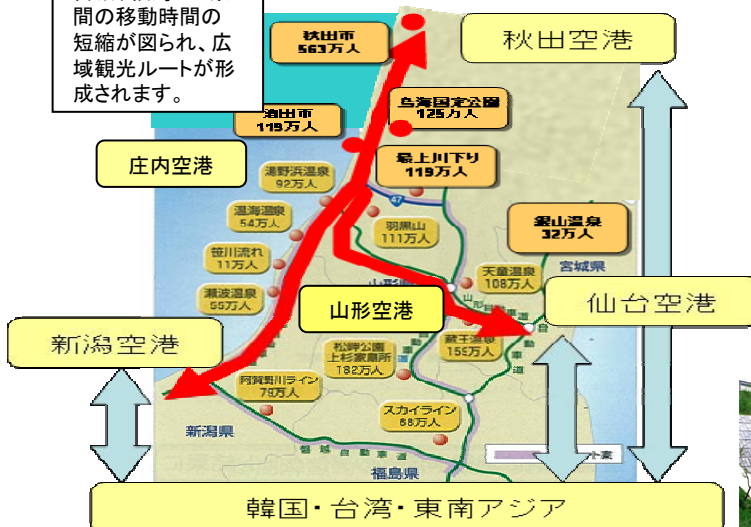 間の移動時間の
短縮が図られ、広
域観光ルートが形
成されます。
秋田市
563万人
秋田空港
酒田市
119万人
鳥海国定公園
125万人
庄内空港
最上川下り
119万人
湯野浜温泉
92万人
47
温海温泉
54万人
羽黒山
111万人
銀山温泉
32万人
笹川流れ
11万人
宮城県
天童温泉
108万人
瀬波温泉
55万人
山形空港
仙台空港
新潟空港
松岬公園
上杉家廟所
182万人
蔵王温泉
159万人
阿賀野川ライン
79万人
スカイライン
68万人
新潟県
磐越自動車道
福島県
韓国・台湾・東南アジア